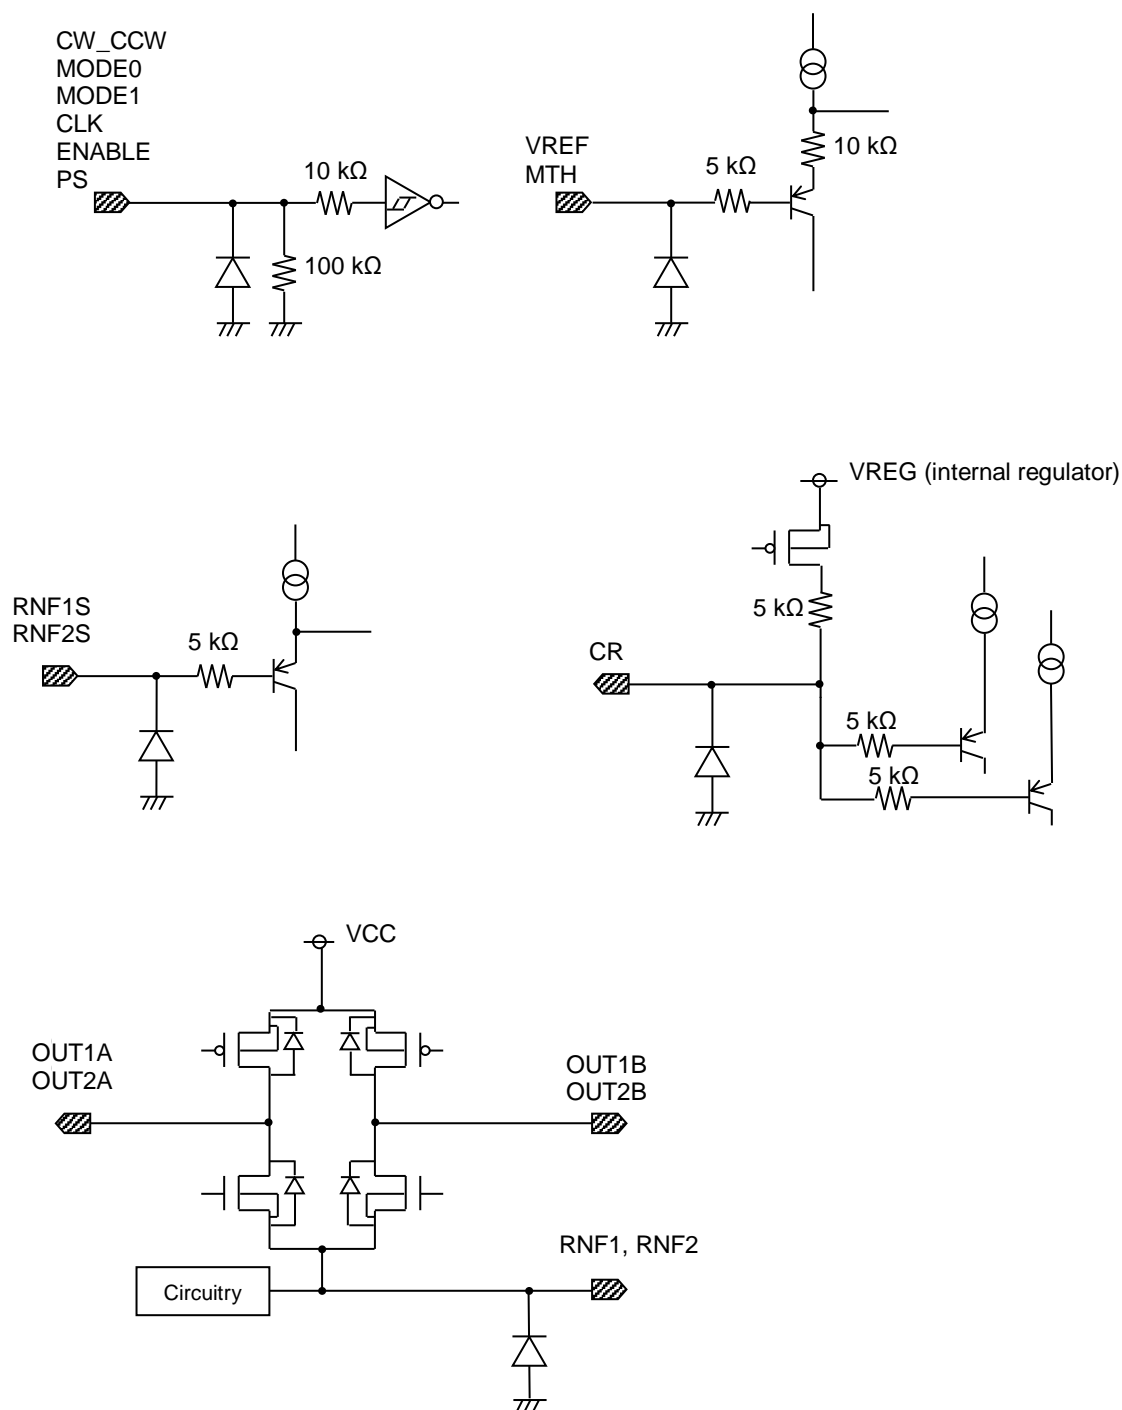 CW_CCW
MODE0
MODE1
CLK
ENABLE
PS
10 kΩ
100 kΩ
VREF
MTH
5 kΩ
10 kΩ
RNF1S
RNF2S
5 kΩ
VREG (internal regulator)
5 kΩ
CR
5 kΩ
5 kΩ
VCC
OUT1A
OUT2A
OUT1B
OUT2B
RNF1, RNF2
Circuitry